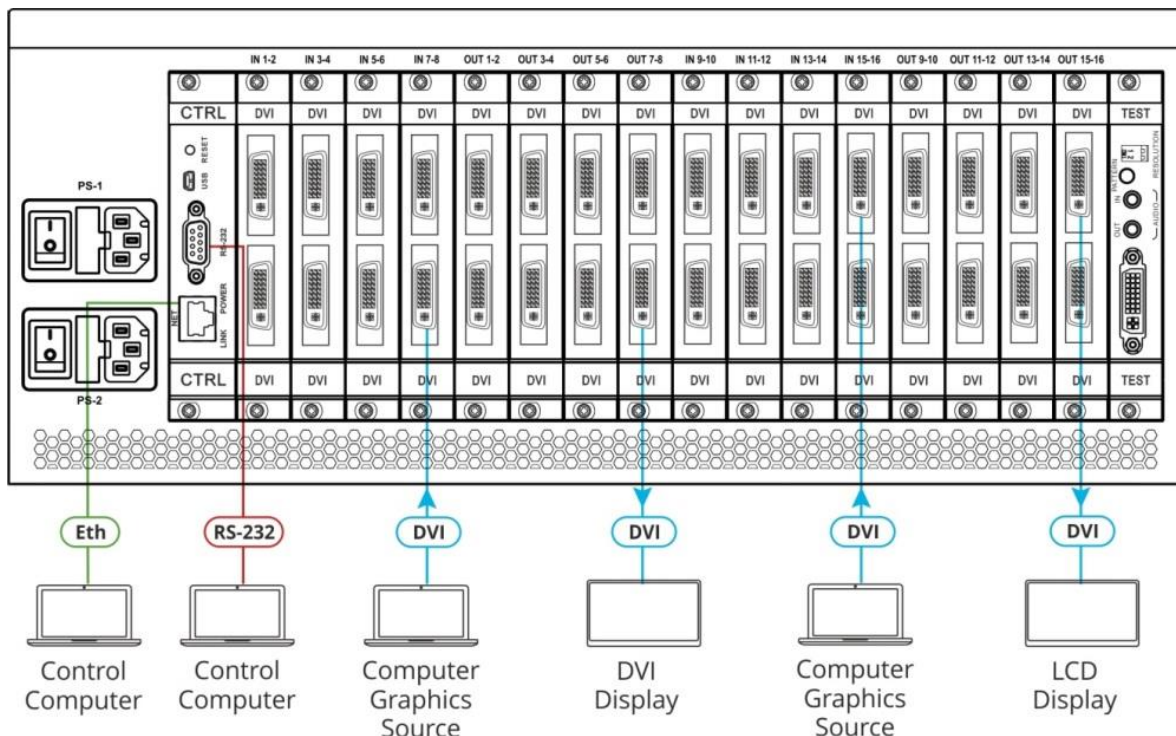 IN 1-2 IN 3-4 IN 5-6 IN 7-8 OUT 1-2 OUT 3-4 OUT 5-6 OUT 7-8 IN 9-10 IN 11-12 IN 13-14 IN 15-16 OUT 9-10 OUT 11-12 OUT 13-14 OUT 15-16
CTRL DVI DVI DVI DVI DVI DVI DVI DVI DVI DVI DVI DVI DVI DVI DVI DVI TEST
RESET
USB
RS-232
NET
POWER
LINK
PS-1
PS-2
1 2
RESOLUTION
PATTERN
IN
OUT
AUDIO
CTRL DVI DVI DVI DVI DVI DVI DVI DVI DVI DVI DVI DVI DVI DVI DVI DVI TEST
Eth RS-232 DVI DVI DVI DVI
Control Computer
Control Computer
Computer Graphics Source
DVI Display
Computer Graphics Source
LCD Display